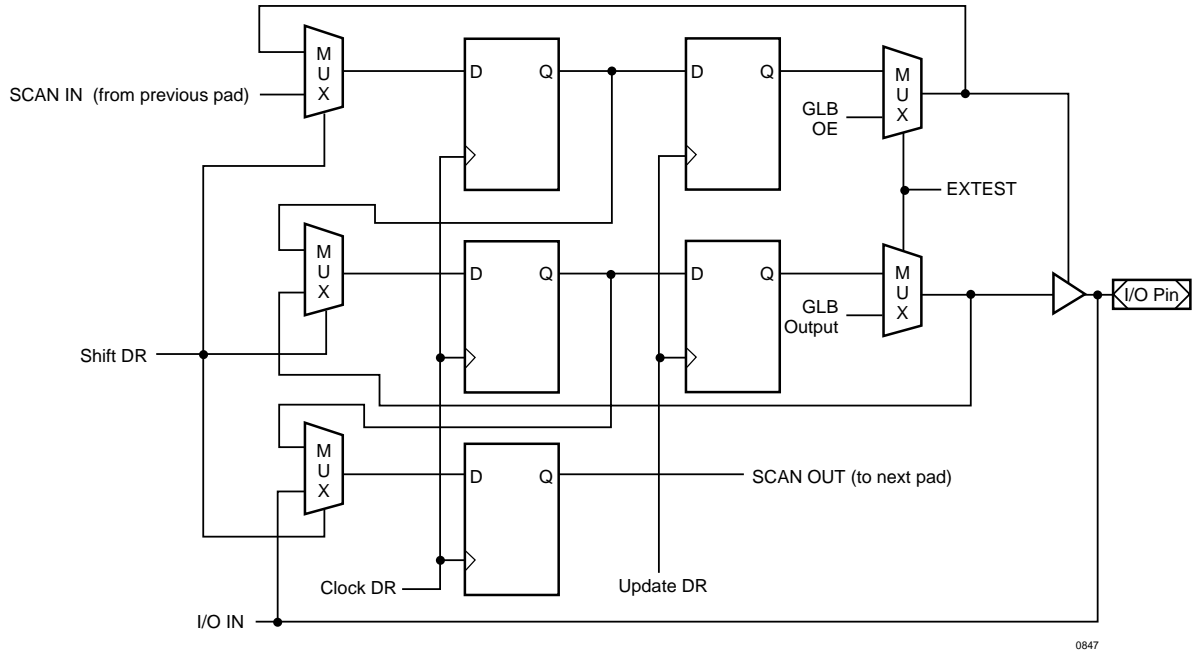 M
U
X
SCAN IN (from previous pad)
D Q
D Q
M
U
X
GLB
OE
EXTEST
M
U
X
D Q
D Q
M
U
X
GLB
Output
I/O Pin
Shift DR
M
U
X
D Q
SCAN OUT (to next pad)
Clock DR
Update DR
I/O IN
0847